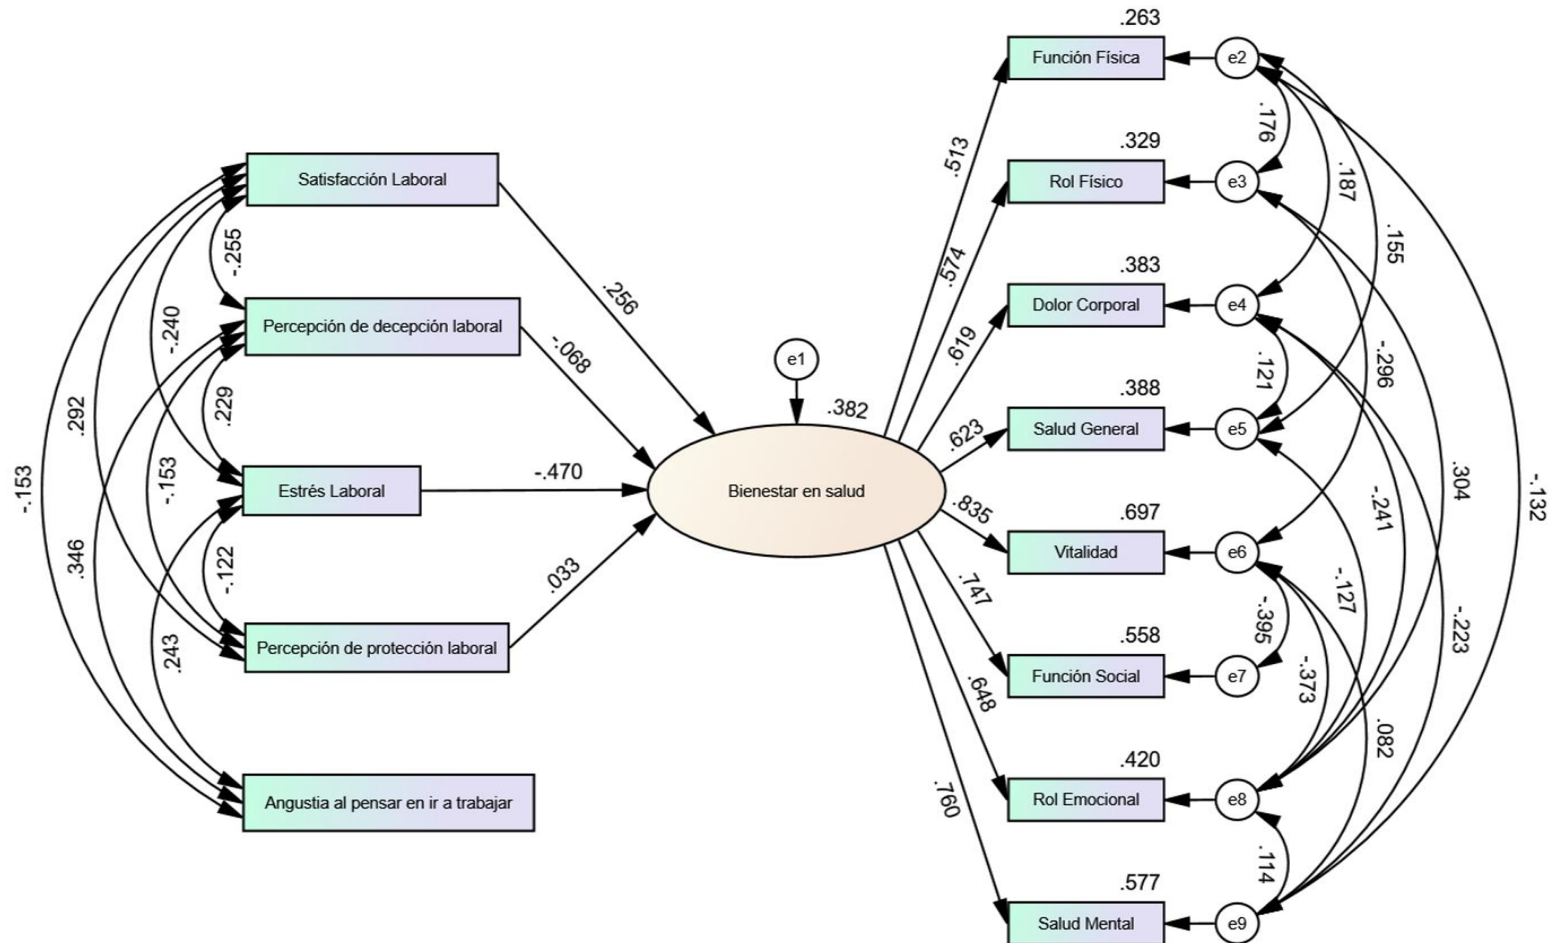 .263
Función Física
e2
.176
.513
.329
.187
Satisfacción Laboral
Rol Físico
e3
.155
-.255
.574
.256
.383
Dolor Corporal
e4
-.240
Percepción de decepción laboral
.619
-.068
e1
.121
-.296
.292
.229
.382
.388
Salud General
e5
.623
-.153
-.153
Estrés Laboral
-.470
Bienestar en salud
.835
.697
-.241
.304
-.132
Vitalidad
e6
.346
-.122
.033
.747
-.127
-.395
-.223
.243
Percepción de protección laboral
.558
Función Social
e7
-.373
.648
.082
.420
.760
Angustia al pensar en ir a trabajar
Rol Emocional
e8
.114
.577
Salud Mental
e9